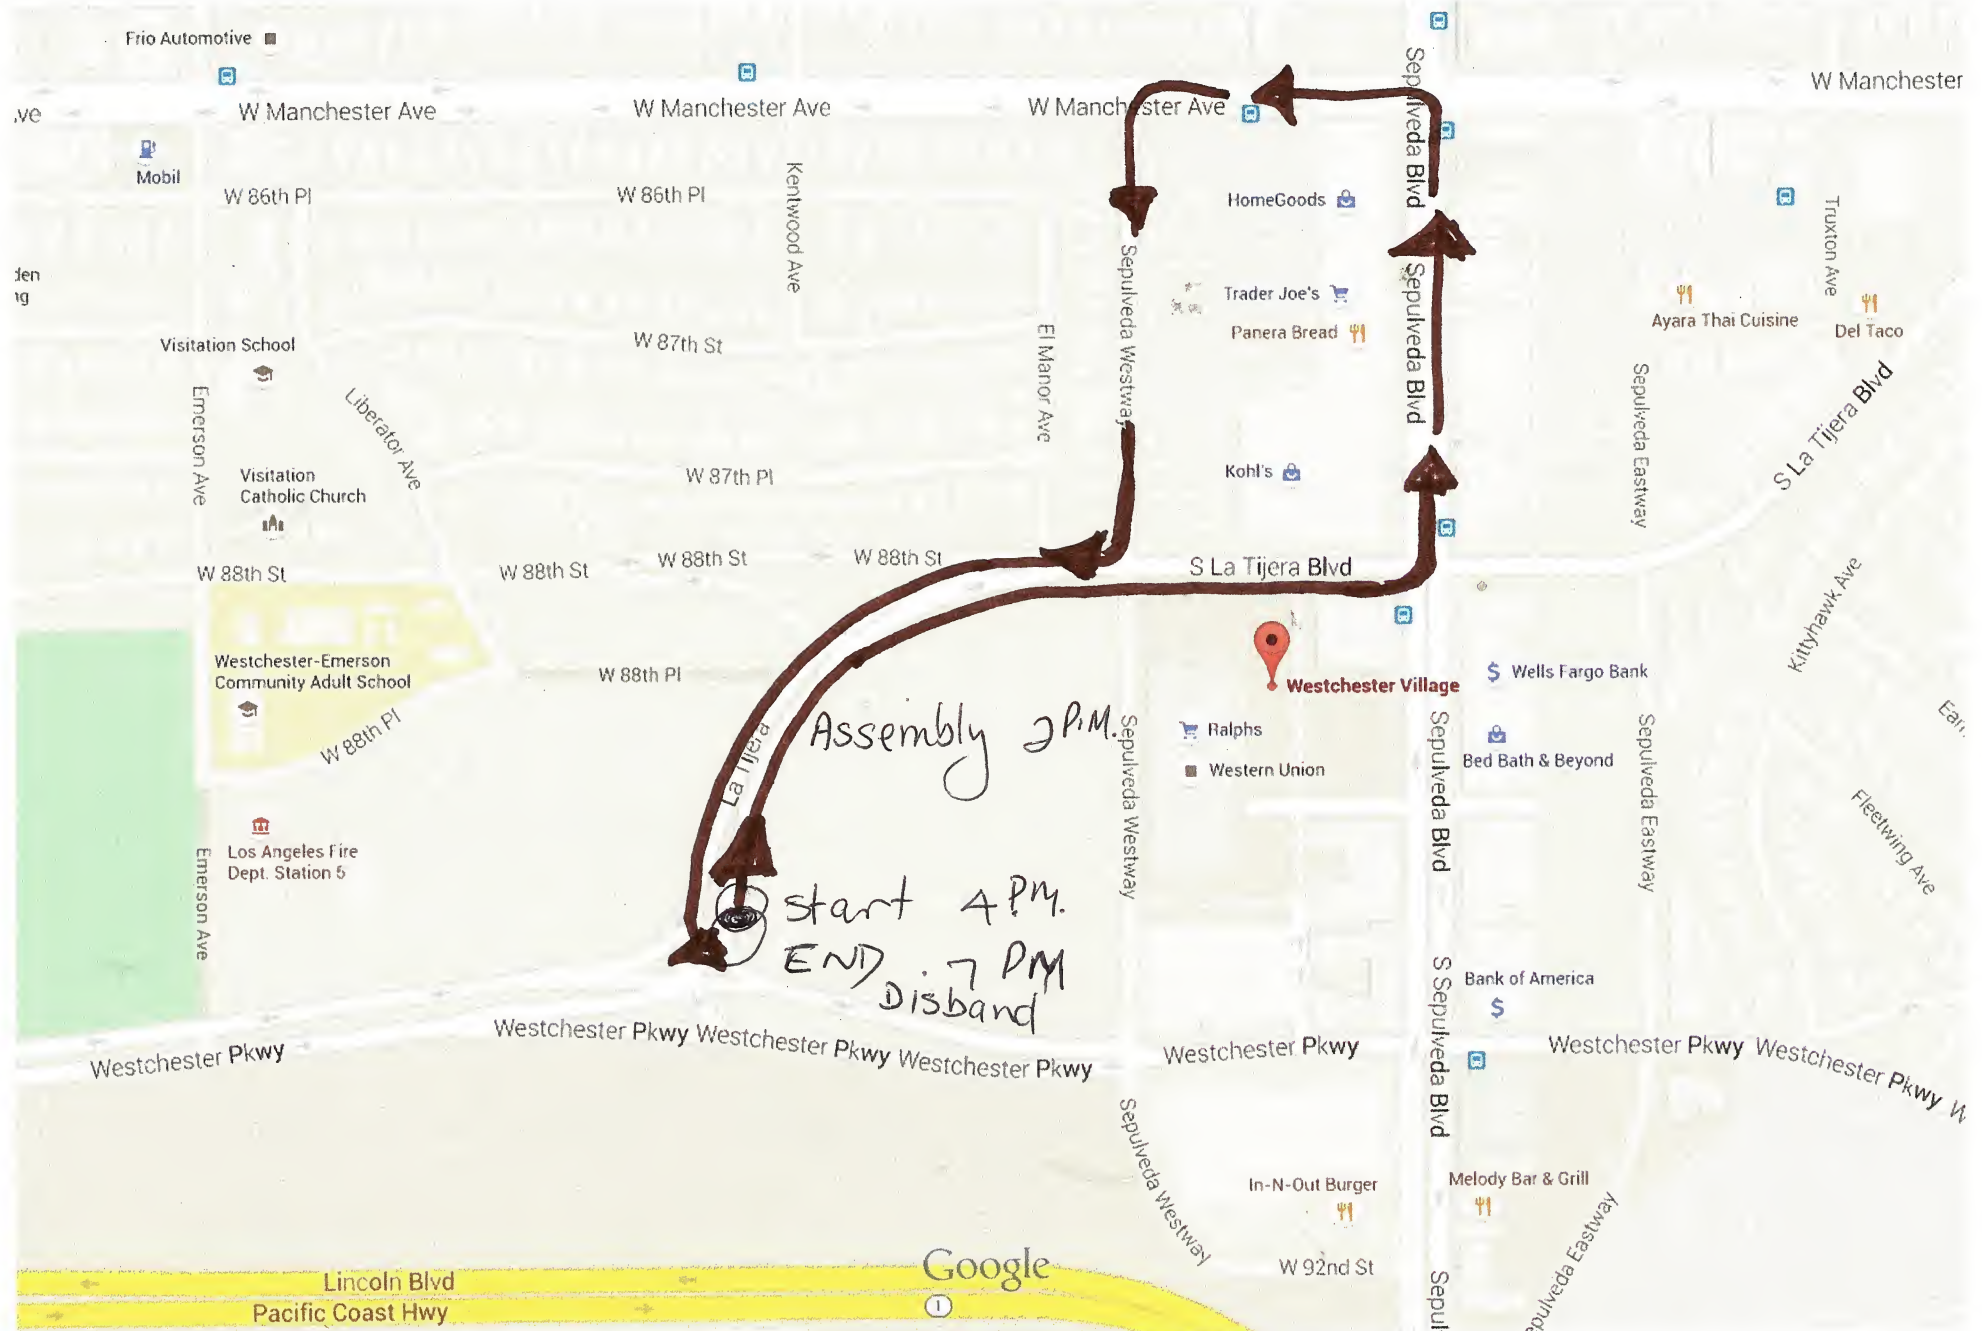 Frio Automotive
W Manchester
,ve
W Manchester Ave
W Manchester Ave
W Manchester Ave
Sepulveda Blvd
Mobil
W 86th Pl
W 86th Pl
Kentwood Ave
HomeGoods
Truxton Ave
den
ng
Sepulveda Westway
Trader Joe's
Sepulveda Blvd
Panera Bread
Ayara Thai Cuisine
Del Taco
Visitation School
W 87th St
El Manor Ave
Emerson Ave
Liberator Ave
Sepulveda Eastway
S La Tijera Blvd
Visitation
Catholic Church
W 87th Pl
Kohl's
W 88th St
W 88th St
W 88th St
W 88th St
S La Tijera Blvd
Kittyhawk Ave
Westchester-Emerson
Community Adult School
W 88th Pl
W 88th Pl
Westchester Village
Wells Fargo Bank
La Tijera
Assembly 2 P.M.
Sepulveda Westway
Ralphs
Western Union
Sepulveda Blvd
Bed Bath & Beyond
Sepulveda Eastway
Fleetwing Ave
Los Angeles Fire
Dept. Station 5
Emerson Ave
Start 4 P.M.
END . 7 PM
Disband
S Sepulveda Blvd
Bank of America
Westchester Pkwy
Westchester Pkwy Westchester Pkwy Westchester Pkwy
Westchester Pkwy
Westchester Pkwy Westchester Pkwy W
Sepulveda Westway
In-N-Out Burger
Melody Bar & Grill
Google
W 92nd St
Sepul
epulveda Eastway
Lincoln Blvd
Pacific Coast Hwy
1